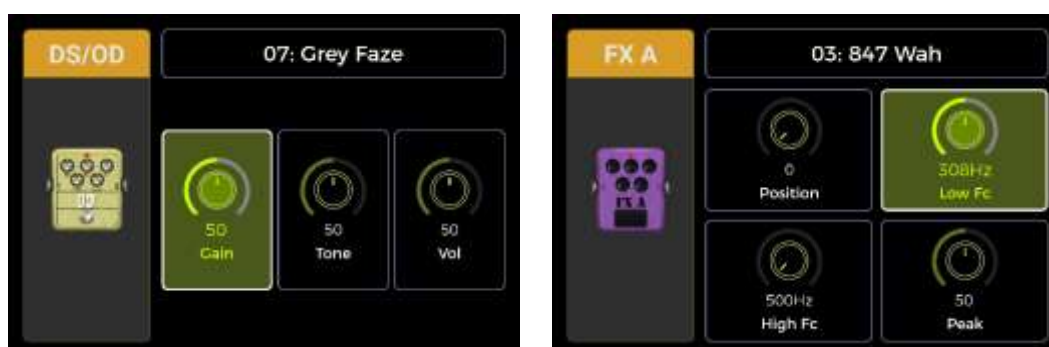 DS/OD
07: Grey Faze
50
Gain
50
Tone
50
Vol
FX A
03: 847 Wah
FX A
0
Position
308Hz
Low Fc
500Hz
High Fc
50
Peak